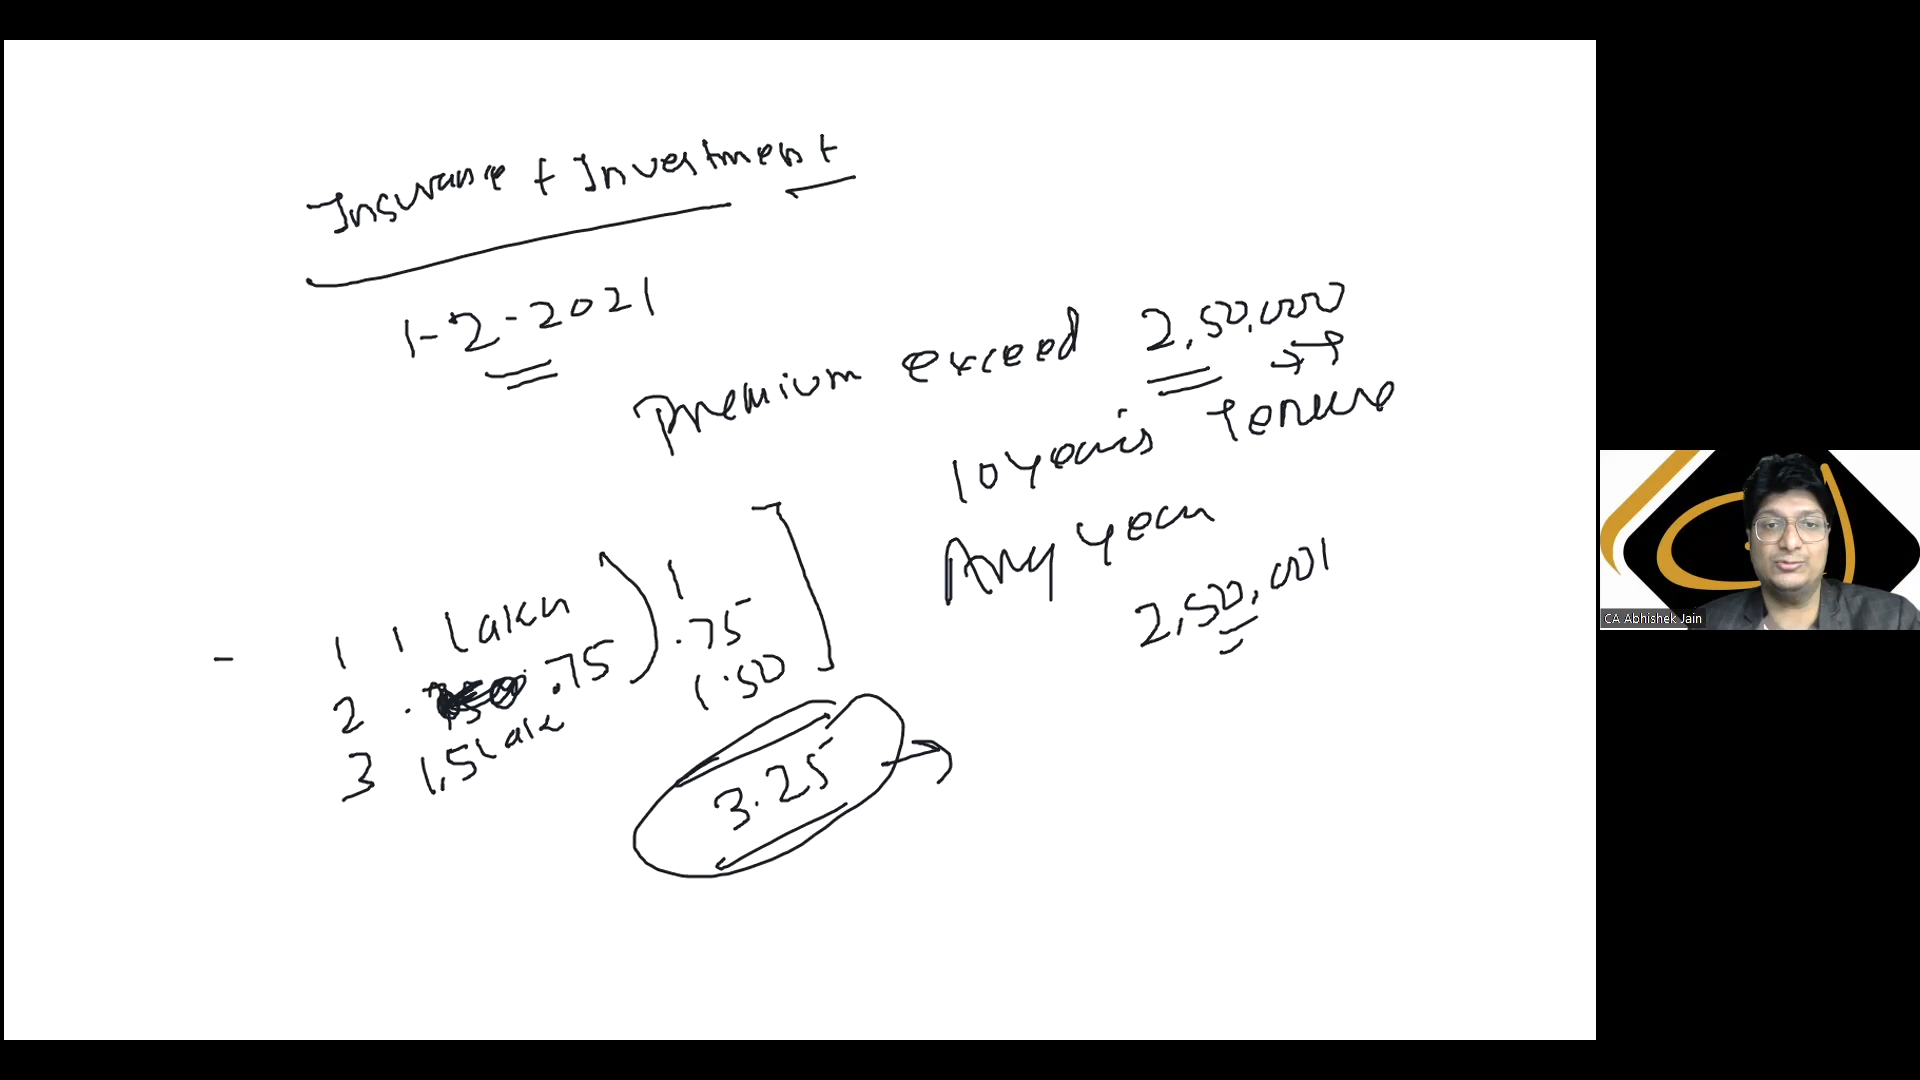 Insurance + Investment
1-2-2021
Premium exceed 2,50,000
10 years tenure
Any year
2,50,001
- 1 1 Lakh 1
2 .75 .75
3 1.5 Lakh 1.50
3.25
CA Abhishek Jain